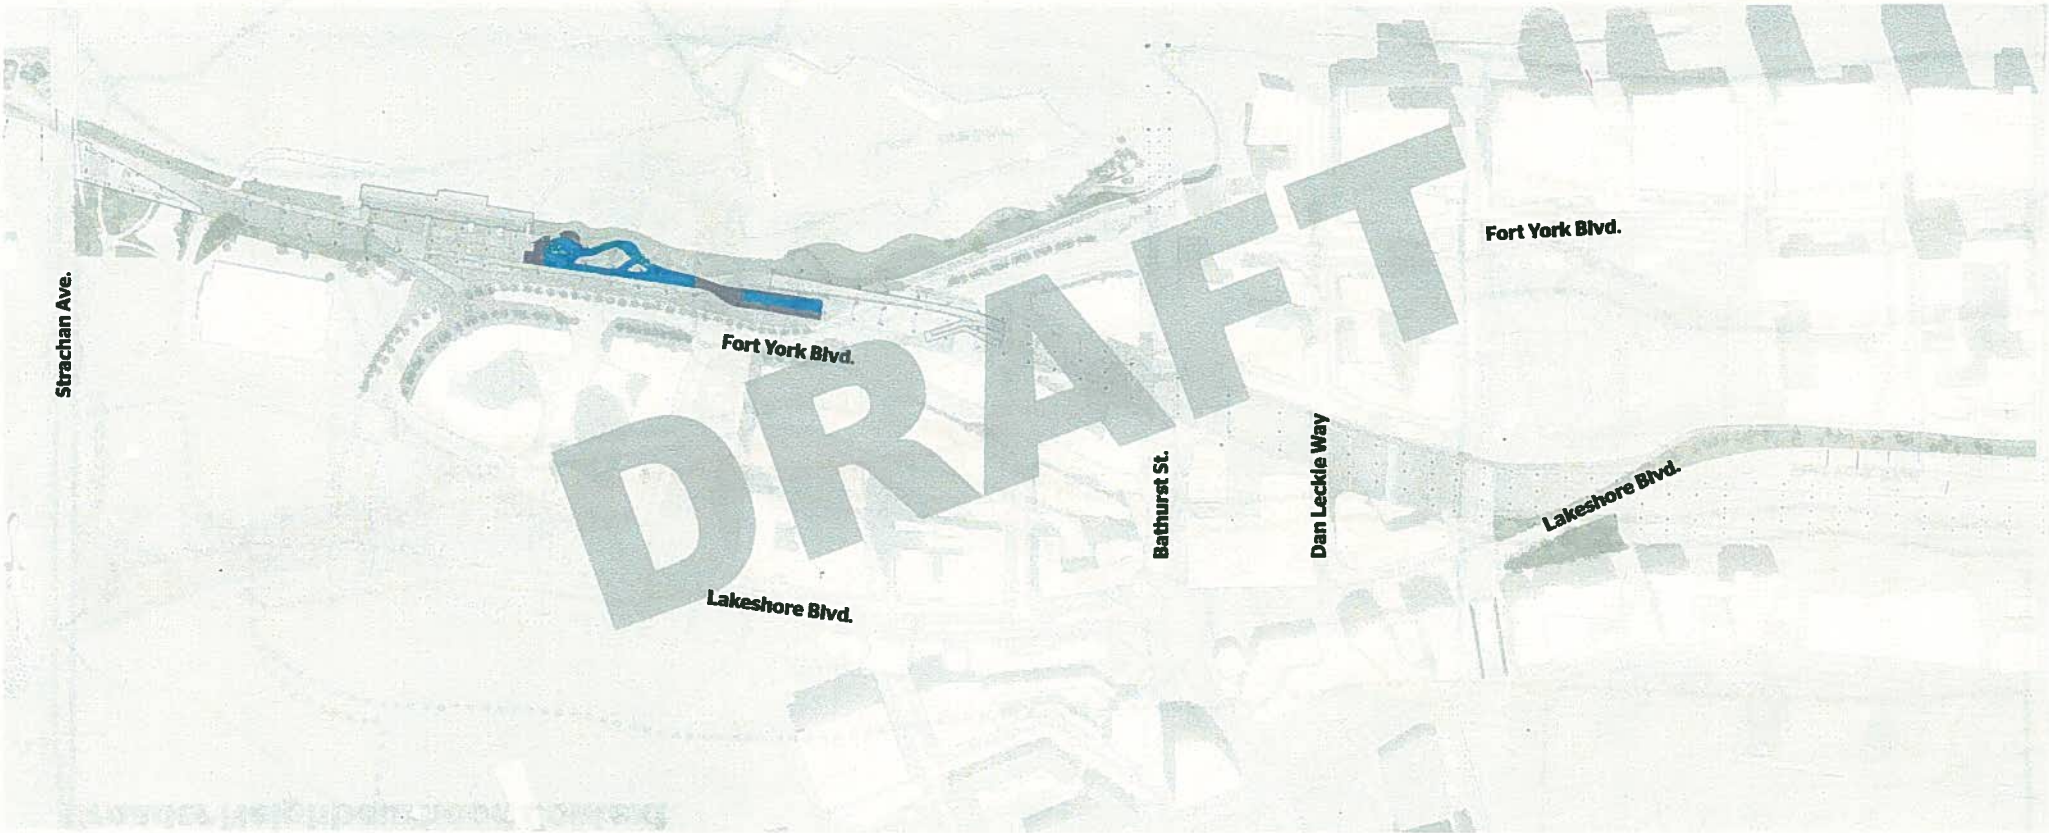 Fort York Blvd.
Strachan Ave.
Fort York Blvd.
DRAFT
Bathurst St.
Dan Leckie Way
Lakeshore Blvd.
Lakeshore Blvd.